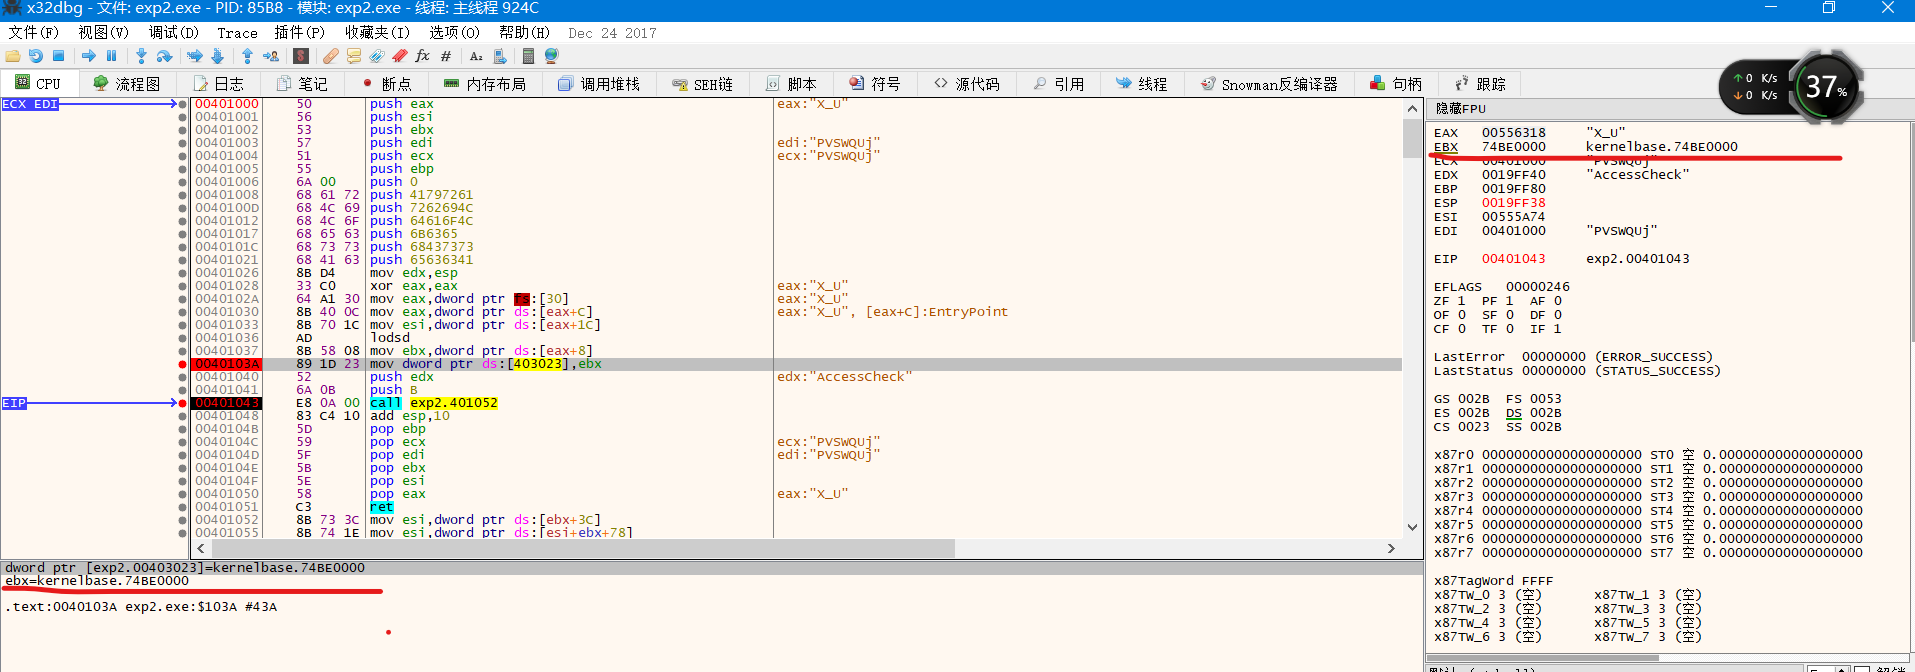 x32dbg - 文件: exp2.exe - PID: 85B8 - 模块: exp2.exe - 线程: 主线程 924C
文件(F) 视图(V) 调试(D) Trace 插件(P) 收藏夹(I) 选项(O) 帮助(H) Dec 24 2017
CPU 流程图 日志 笔记 断点 内存布局 调用堆栈 SEH链 脚本 符号 源代码 引用 线程 Snowman反编译器 句柄 跟踪
↑0 K/s
↓0 K/s
37%
ECX EDI
00401000 50 push eax eax:"X_U"
00401001 56 push esi
00401002 53 push ebx
00401003 57 push edi edi:"PVSWQUj"
00401004 51 push ecx ecx:"PVSWQUj"
00401005 55 push ebp
00401006 6A 00 push 0
00401008 68 61 72 push 41797261
0040100D 68 4C 69 push 7262694C
00401012 68 4C 6F push 64616F4C
00401017 68 65 63 push 6B6365
0040101C 68 73 73 push 68437373
00401021 68 41 63 push 65636341
00401026 8B D4 mov edx,esp
00401028 33 C0 xor eax,eax eax:"X_U"
0040102A 64 A1 30 mov eax,dword ptr fs:[30] eax:"X_U"
00401030 8B 40 0C mov eax,dword ptr ds:[eax+C] eax:"X_U", [eax+C]:EntryPoint
00401033 8B 70 1C mov esi,dword ptr ds:[eax+1C]
00401036 AD lodsd
00401037 8B 58 08 mov ebx,dword ptr ds:[eax+8]
0040103A 89 1D 23 mov dword ptr ds:[403023],ebx
00401040 52 push edx edx:"AccessCheck"
00401041 6A 0B push B
EIP
00401043 E8 0A 00 call exp2.401052
00401048 83 C4 10 add esp,10
0040104B 5D pop ebp
0040104C 59 pop ecx ecx:"PVSWQUj"
0040104D 5F pop edi edi:"PVSWQUj"
0040104E 5B pop ebx
0040104F 5E pop esi
00401050 58 pop eax eax:"X_U"
00401051 C3 ret
00401052 8B 73 3C mov esi,dword ptr ds:[ebx+3C]
00401055 8B 74 1E mov esi,dword ptr ds:[esi+ebx+78]
dword ptr [exp2.00403023]=kernelbase.74BE0000
ebx=kernelbase.74BE0000
.text:0040103A exp2.exe:$103A #43A
隐藏FPU
EAX 00556318 "X_U"
EBX 74BE0000 kernelbase.74BE0000
ECX 00401000 "PVSWQUj"
EDX 0019FF40 "AccessCheck"
EBP 0019FF80
ESP 0019FF38
ESI 00555A74
EDI 00401000 "PVSWQUj"
EIP 00401043 exp2.00401043
EFLAGS 00000246
ZF 1 PF 1 AF 0
OF 0 SF 0 DF 0
CF 0 TF 0 IF 1
LastError 00000000 (ERROR_SUCCESS)
LastStatus 00000000 (STATUS_SUCCESS)
GS 002B FS 0053
ES 002B DS 002B
CS 0023 SS 002B
x87r0 00000000000000000000 ST0 空 0.000000000000000000
x87r1 00000000000000000000 ST1 空 0.000000000000000000
x87r2 00000000000000000000 ST2 空 0.000000000000000000
x87r3 00000000000000000000 ST3 空 0.000000000000000000
x87r4 00000000000000000000 ST4 空 0.000000000000000000
x87r5 00000000000000000000 ST5 空 0.000000000000000000
x87r6 00000000000000000000 ST6 空 0.000000000000000000
x87r7 00000000000000000000 ST7 空 0.000000000000000000
x87TagWord FFFF
x87TW_0 3 (空) x87TW_1 3 (空)
x87TW_2 3 (空) x87TW_3 3 (空)
x87TW_4 3 (空) x87TW_5 3 (空)
x87TW_6 3 (空) x87TW_7 3 (空)